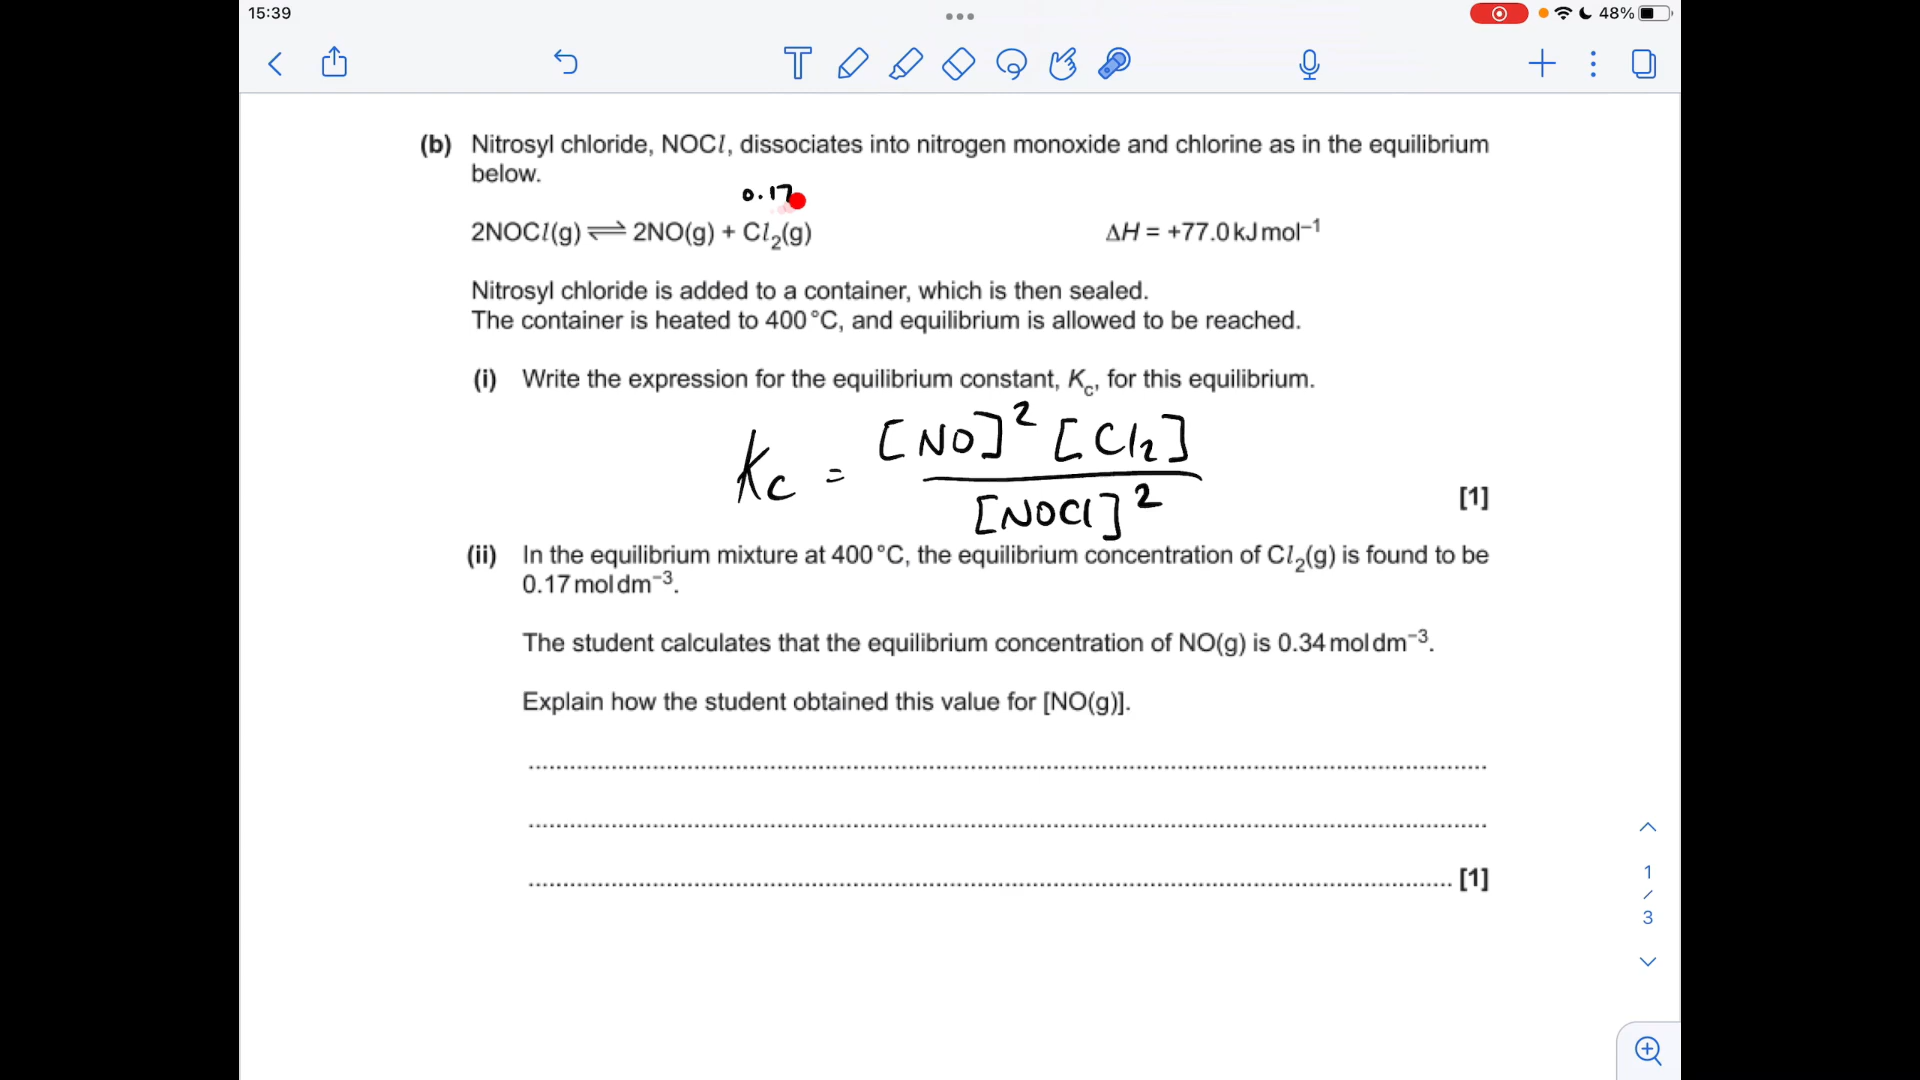 15:39
48%
(b) Nitrosyl chloride, NOCl, dissociates into nitrogen monoxide and chlorine as in the equilibrium
below.
0.17
2NOCl(g) ⇌ 2NO(g) + Cl₂(g) ΔH = +77.0 kJ mol⁻¹
Nitrosyl chloride is added to a container, which is then sealed.
The container is heated to 400 °C, and equilibrium is allowed to be reached.
(i) Write the expression for the equilibrium constant, Kc, for this equilibrium.
[NO]² [Cl₂]
Kc =
[NOCl]²
[1]
(ii) In the equilibrium mixture at 400 °C, the equilibrium concentration of Cl₂(g) is found to be
0.17 mol dm⁻³.
The student calculates that the equilibrium concentration of NO(g) is 0.34 mol dm⁻³.
Explain how the student obtained this value for [NO(g)].
[1]
1
/
3